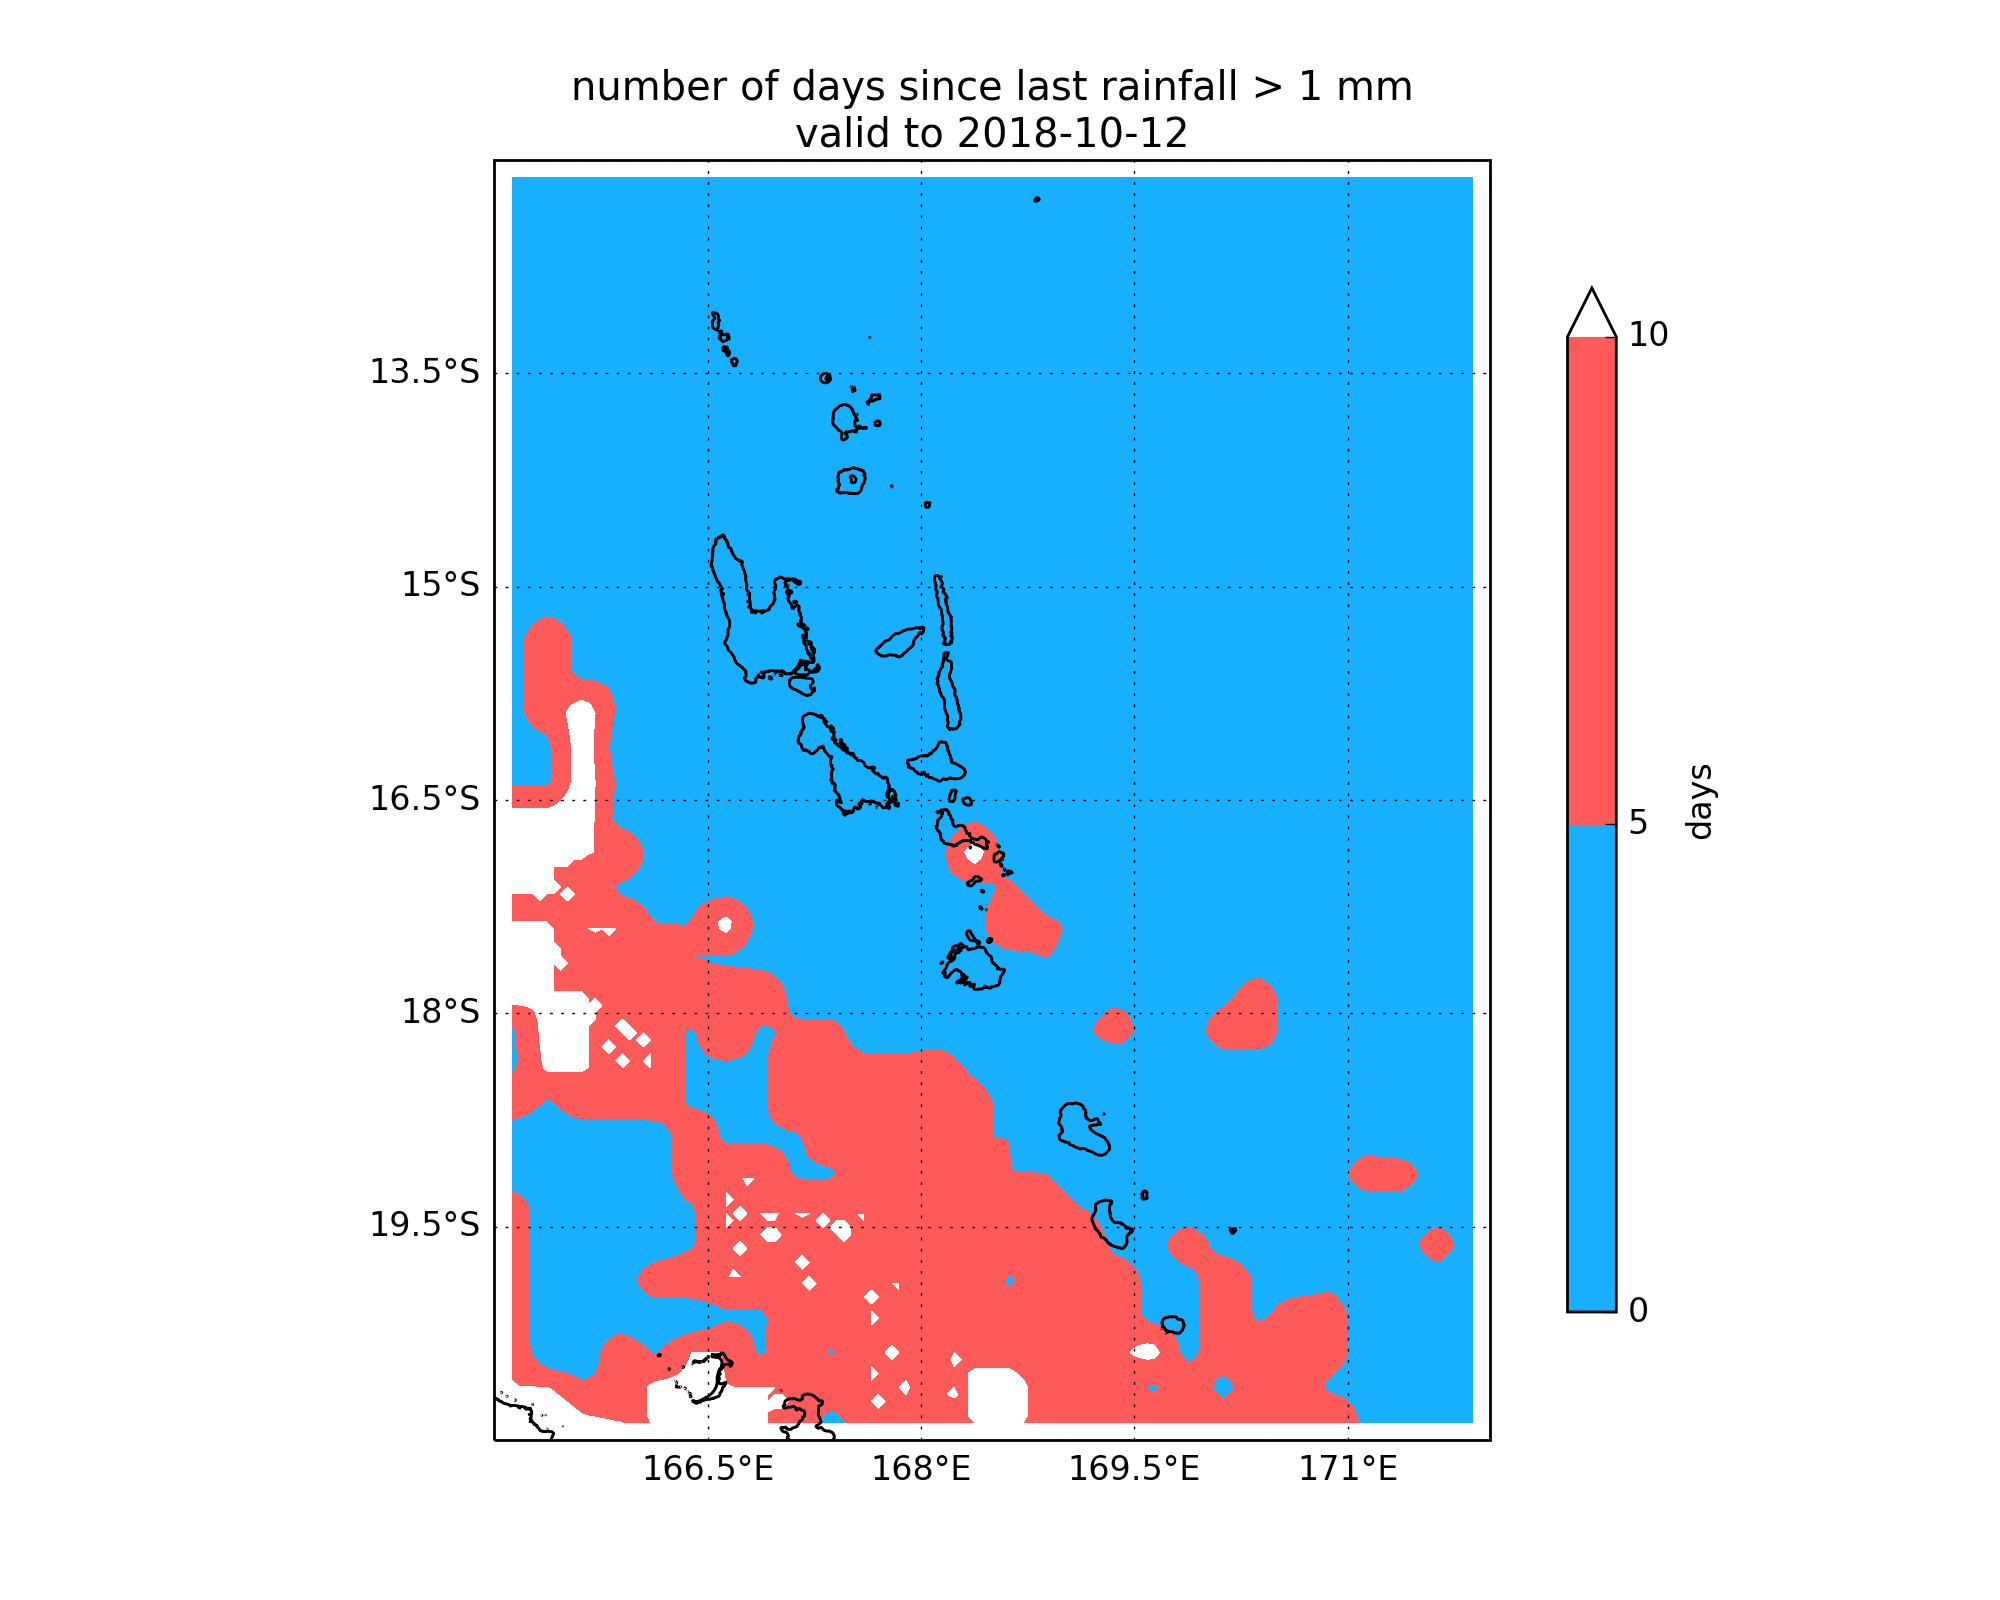 number of days since last rainfall > 1 mm
valid to 2018-10-12
13.5°S
15°S
16.5°S
18°S
19.5°S
166.5°E
168°E
169.5°E
171°E
10
5
0
days